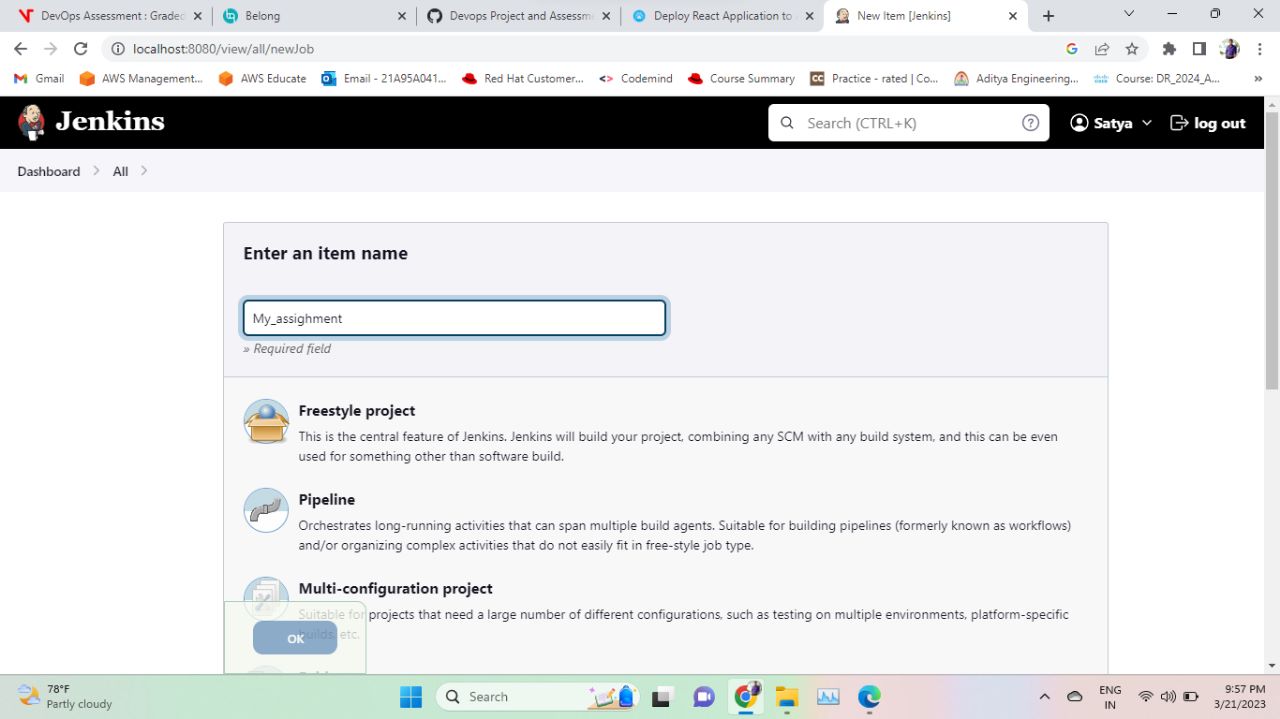 DevOps Assessment : Graded
Belong
Devops Project and Assessm
Deploy React Application to
New Item [Jenkins]
localhost:8080/view/all/newJob
Gmail
AWS Management...
AWS Educate
Email - 21A95A041...
Red Hat Customer...
Codemind
Course Summary
Practice - rated | Co...
Aditya Engineering...
Course: DR_2024_A...
»
Jenkins
Search (CTRL+K)
Satya
log out
Dashboard
All
Enter an item name
My_assighment
» Required field
Freestyle project
This is the central feature of Jenkins. Jenkins will build your project, combining any SCM with any build system, and this can be even
used for something other than software build.
Pipeline
Orchestrates long-running activities that can span multiple build agents. Suitable for building pipelines (formerly known as workflows)
and/or organizing complex activities that do not easily fit in free-style job type.
Multi-configuration project
Suitable for projects that need a large number of different configurations, such as testing on multiple environments, platform-specific
builds, etc.
OK
78°F
Partly cloudy
Search
ENG
IN
9:57 PM
3/21/2023